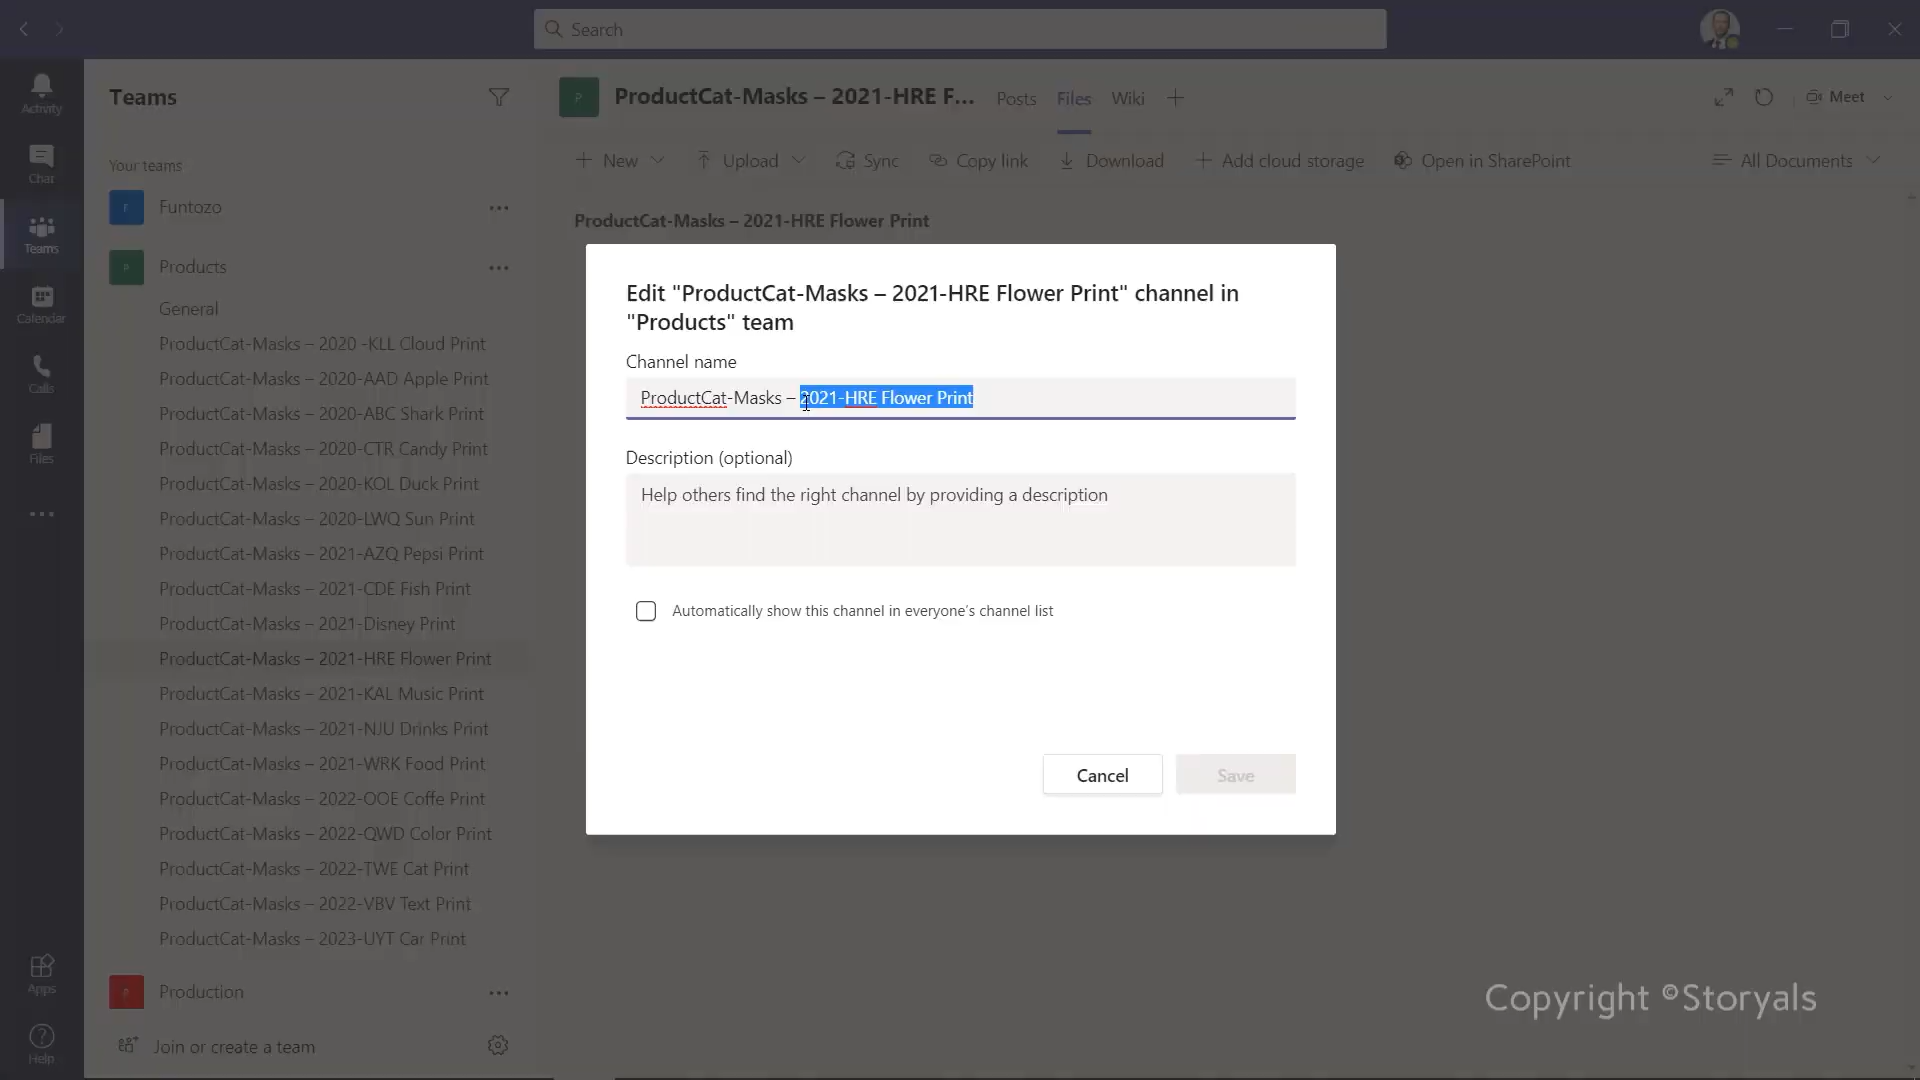 Search
Activity
Chat
Teams
Calendar
Calls
Files
Apps
Help
Teams
Your teams
F
Funtozo
P
Products
General
ProductCat-Masks – 2020 -KLL Cloud Print
ProductCat-Masks – 2020-AAD Apple Print
ProductCat-Masks – 2020-ABC Shark Print
ProductCat-Masks – 2020-CTR Candy Print
ProductCat-Masks – 2020-KOL Duck Print
ProductCat-Masks – 2020-LWQ Sun Print
ProductCat-Masks – 2021-AZQ Pepsi Print
ProductCat-Masks – 2021-CDE Fish Print
ProductCat-Masks – 2021-Disney Print
ProductCat-Masks – 2021-HRE Flower Print
ProductCat-Masks – 2021-KAL Music Print
ProductCat-Masks – 2021-NJU Drinks Print
ProductCat-Masks – 2021-WRK Food Print
ProductCat-Masks – 2022-OOE Coffe Print
ProductCat-Masks – 2022-QWD Color Print
ProductCat-Masks – 2022-TWE Cat Print
ProductCat-Masks – 2022-VBV Text Print
ProductCat-Masks – 2023-UYT Car Print
P
Production
Join or create a team
P
ProductCat-Masks – 2021-HRE F... Posts Files Wiki
Meet
New Upload Sync Copy link Download Add cloud storage Open in SharePoint All Documents
ProductCat-Masks – 2021-HRE Flower Print
Edit "ProductCat-Masks – 2021-HRE Flower Print" channel in
"Products" team
Channel name
ProductCat-Masks – 2021-HRE Flower Print
Description (optional)
Help others find the right channel by providing a description
Automatically show this channel in everyone's channel list
Cancel Save
Copyright ©Storyals